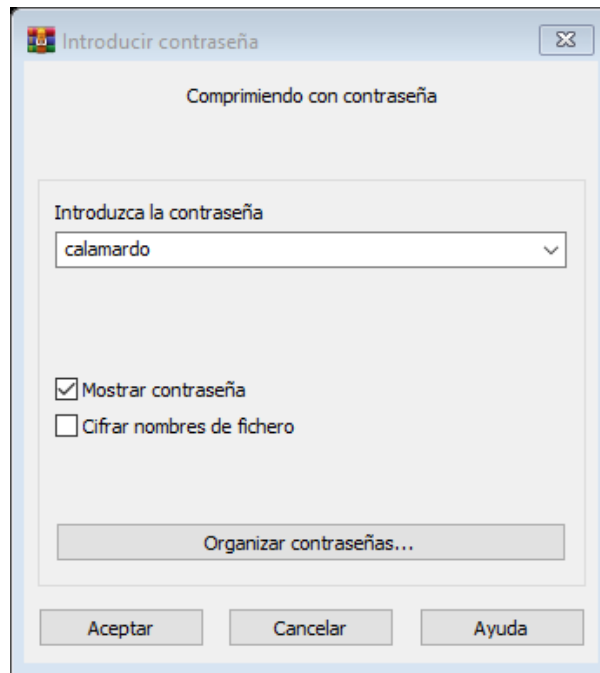 Introducir contraseña
Comprimiendo con contraseña
Introduzca la contraseña
calamardo
Mostrar contraseña
Cifrar nombres de fichero
Organizar contraseñas...
Aceptar Cancelar Ayuda